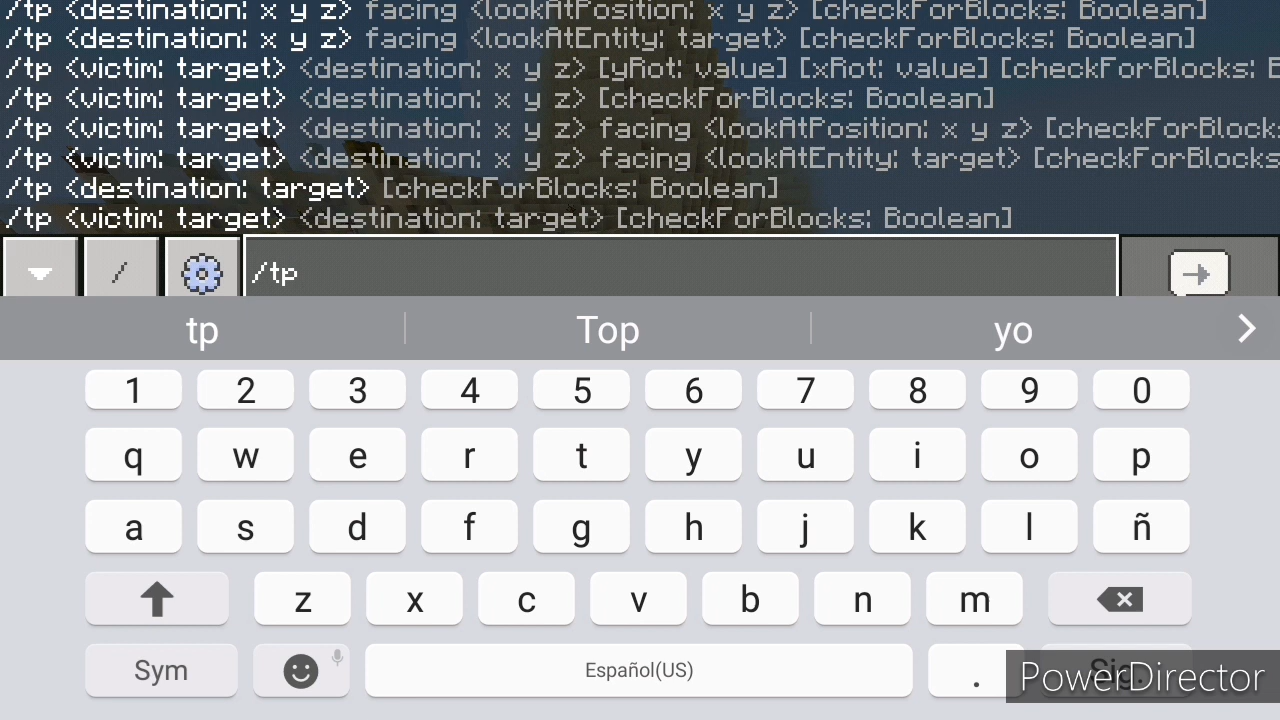 /tp <destination: x y z> facing <lookAtPosition: x y z> [checkForBlocks: Boolean]
/tp <destination: x y z> facing <lookAtEntity: target> [checkForBlocks: Boolean]
/tp <victim: target> <destination: x y z> [yRot: value] [xRot: value] [checkForBlocks: B
/tp <victim: target> <destination: x y z> [checkForBlocks: Boolean]
/tp <victim: target> <destination: x y z> facing <lookAtPosition: x y z> [checkForBlock
/tp <victim: target> <destination: x y z> facing <lookAtEntity: target> [checkForBlocks
/tp <destination: target> [checkForBlocks: Boolean]
/tp <victim: target> <destination: target> [checkForBlocks: Boolean]
/ /tp
tp Top yo
1 2 3 4 5 6 7 8 9 0
q w e r t y u i o p
a s d f g h j k l ñ
z x c v b n m
Sym Español(US) . Sig.
PowerDirector